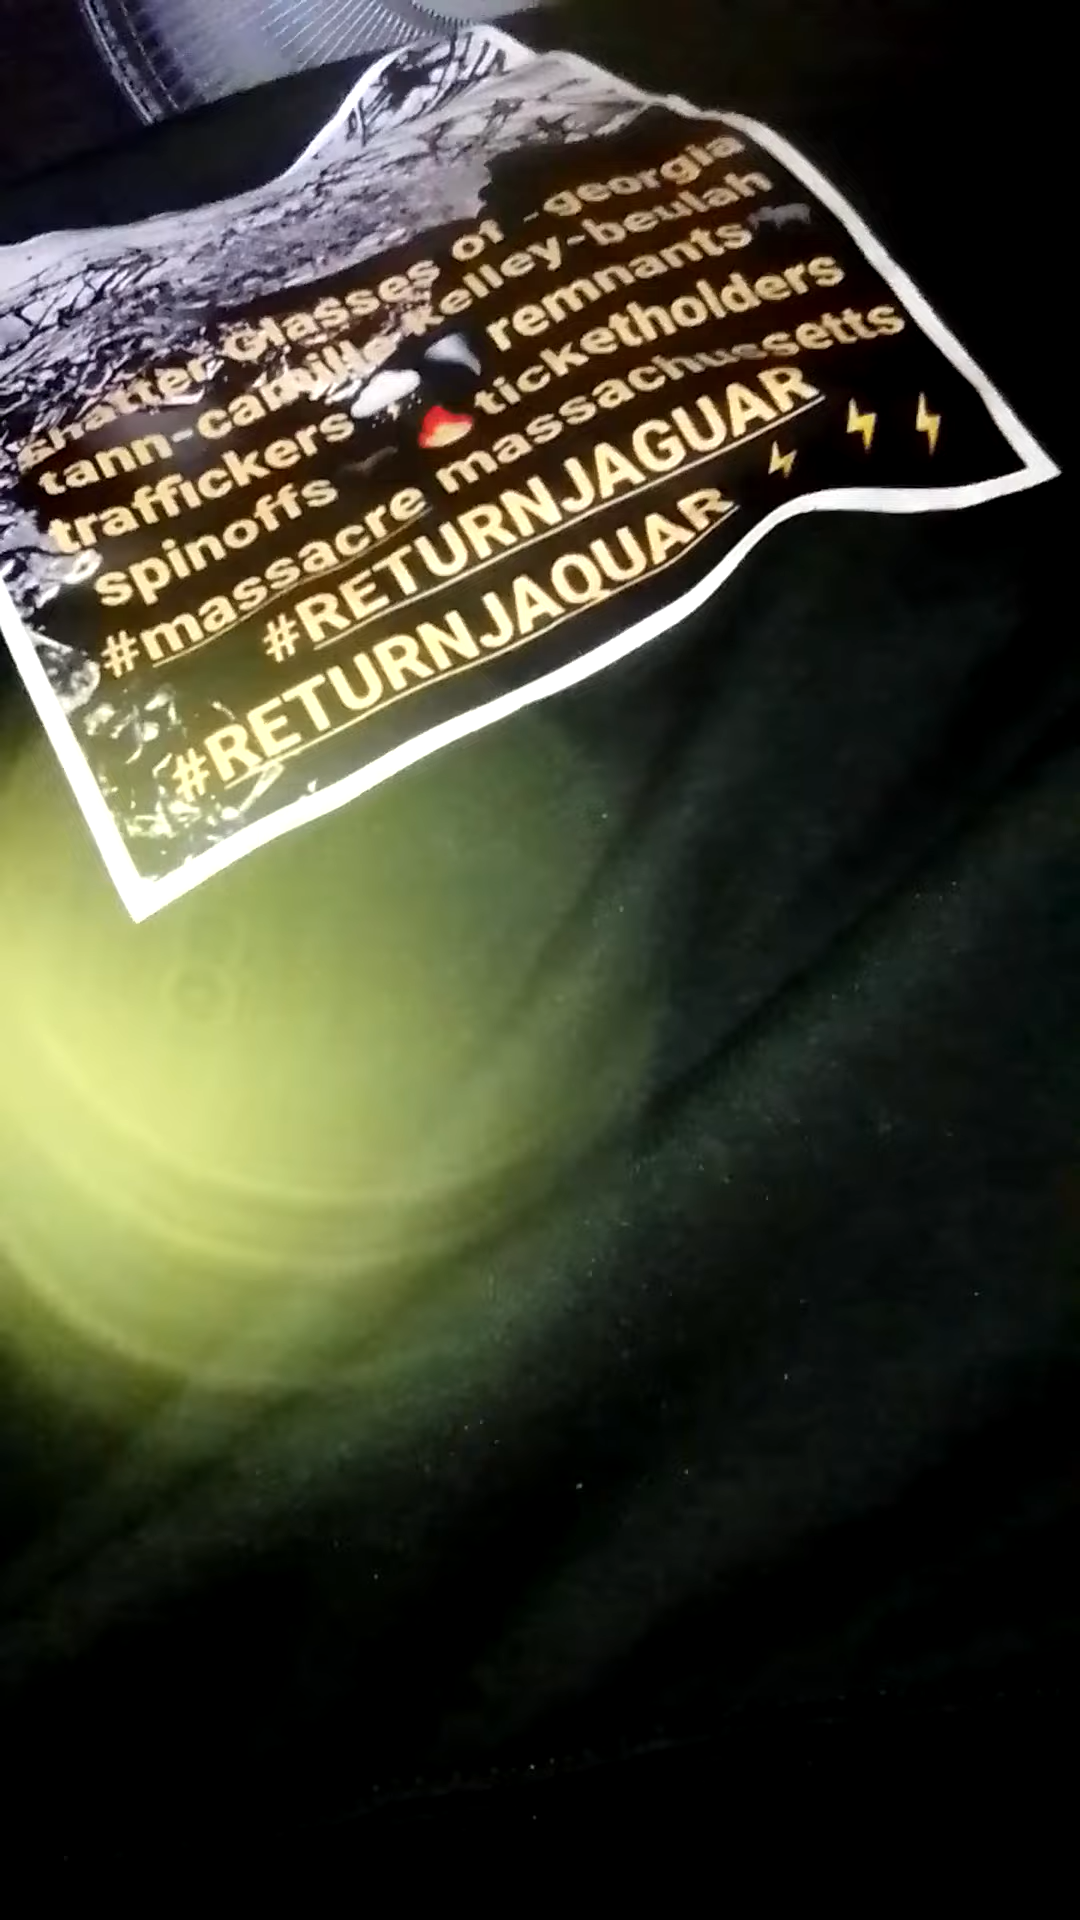 shatter Glasses of -georgia
tann-camille-kelley-beulah
traffickers remnants
spinoffs ticketholders
#massacre massachussetts
#RETURNJAGUAR
#RETURNJAQUAR